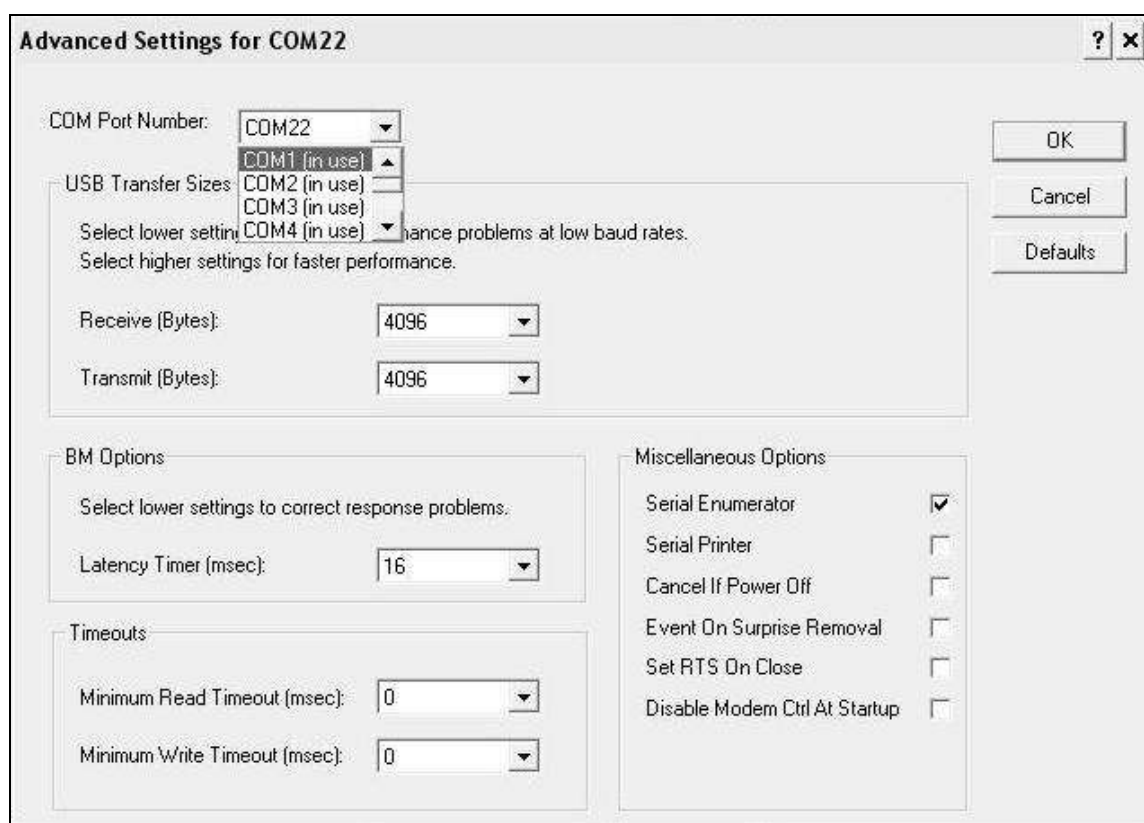 Advanced Settings for COM22
? ×
COM Port Number: COM22
COM1 (in use)
COM2 (in use)
COM3 (in use)
COM4 (in use)
OK
Cancel
Defaults
USB Transfer Sizes
Select lower settin mance problems at low baud rates.
Select higher settings for faster performance.
Receive (Bytes): 4096
Transmit (Bytes): 4096
BM Options
Select lower settings to correct response problems.
Latency Timer (msec): 16
Timeouts
Minimum Read Timeout (msec): 0
Minimum Write Timeout (msec): 0
Miscellaneous Options
Serial Enumerator
Serial Printer
Cancel If Power Off
Event On Surprise Removal
Set RTS On Close
Disable Modem Ctrl At Startup